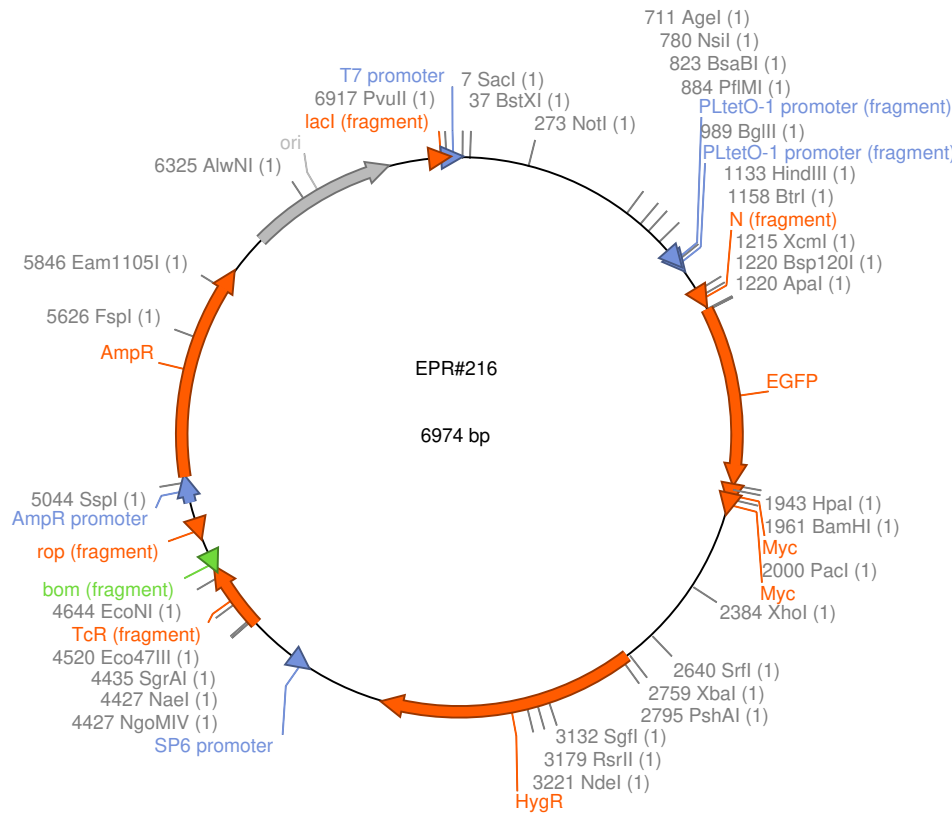 711 AgeI (1)
780 NsiI (1)
823 BsaBI (1)
884 PflMI (1)
PLtetO-1 promoter (fragment)
989 BglII (1)
PLtetO-1 promoter (fragment)
1133 HindIII (1)
1158 BtrI (1)
N (fragment)
1215 XcmI (1)
1220 Bsp120I (1)
1220 ApaI (1)
T7 promoter
7 SacI (1)
6917 PvuII (1)
37 BstXI (1)
lacI (fragment)
273 NotI (1)
ori
6325 AlwNI (1)
5846 Eam1105I (1)
5626 FspI (1)
AmpR
EPR#216
6974 bp
EGFP
5044 SspI (1)
AmpR promoter
rop (fragment)
bom (fragment)
4644 EcoNI (1)
TcR (fragment)
4520 Eco47III (1)
4435 SgrAI (1)
4427 NaeI (1)
4427 NgoMIV (1)
SP6 promoter
1943 HpaI (1)
1961 BamHI (1)
Myc
2000 PacI (1)
Myc
2384 XhoI (1)
2640 SrfI (1)
2759 XbaI (1)
2795 PshAI (1)
3132 SgfI (1)
3179 RsrII (1)
3221 NdeI (1)
HygR